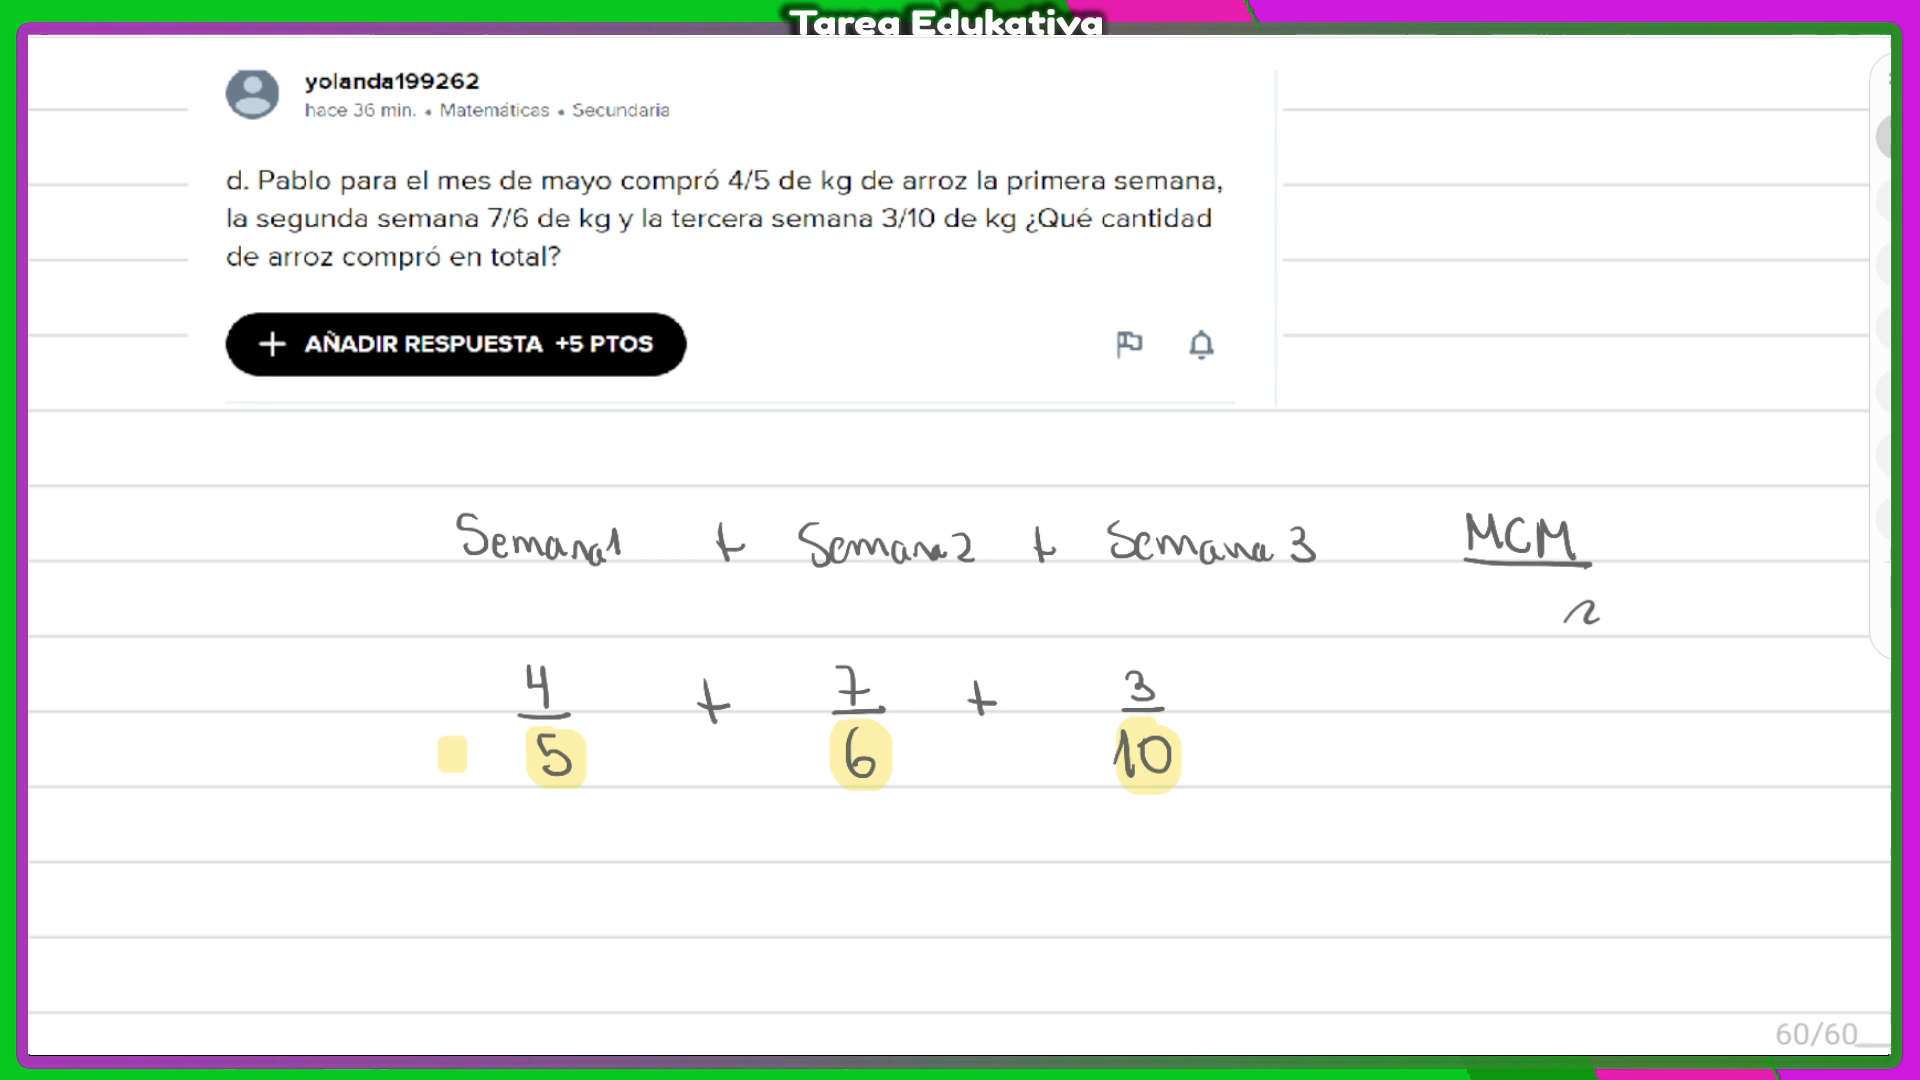 Tarea Edukativa
yolanda199262
hace 36 min. • Matemáticas • Secundaria
d. Pablo para el mes de mayo compró 4/5 de kg de arroz la primera semana,
la segunda semana 7/6 de kg y la tercera semana 3/10 de kg ¿Qué cantidad
de arroz compró en total?
+ AÑADIR RESPUESTA +5 PTOS
Semana1 + Semana2 + Semana 3 MCM
2
4 + 7 + 3
5 6 10
60/60